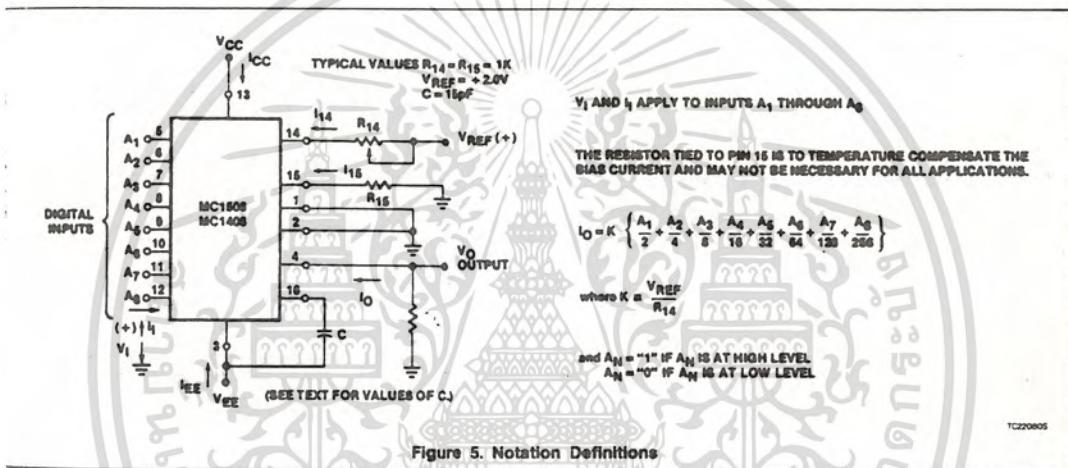 VCC
ICC
13
TYPICAL VALUES R14 = R15 = 1K
VREF = + 2.0V
C = 15pF
DIGITAL INPUTS
A1 5
A2 6
A3 7
A4 8
A5 9
A6 10
A7 11
A8 12
(+) II
VI
MC1508
MC1408
14
I14
R14
VREF (+)
15
I15
R15
1
2
4
VO
OUTPUT
IO
16
C
3
IEE
VEE
(SEE TEXT FOR VALUES OF C.)
VI AND II APPLY TO INPUTS A1 THROUGH A8
THE RESISTOR TIED TO PIN 15 IS TO TEMPERATURE COMPENSATE THE
BIAS CURRENT AND MAY NOT BE NECESSARY FOR ALL APPLICATIONS.
IO = K { A1/2 + A2/4 + A3/8 + A4/16 + A5/32 + A6/64 + A7/128 + A8/256 }
where K = VREF/R14
and AN = "1" IF AN IS AT HIGH LEVEL
AN = "0" IF AN IS AT LOW LEVEL
TC22080S
Figure 5. Notation Definitions